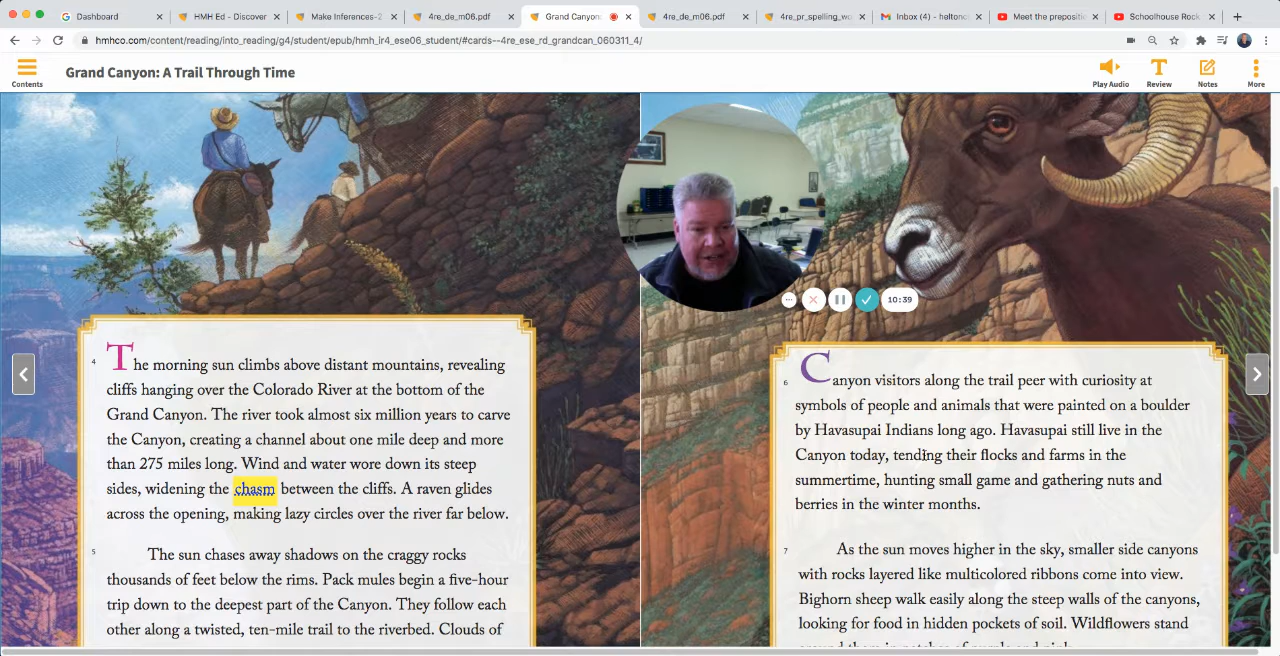 Dashboard
HMH Ed - Discover
Make Inferences-2
4re_de_m06.pdf
Grand Canyon:
4re_de_m06.pdf
4re_pr_spelling_wo
Inbox (4) - heltonc
Meet the prepositi
Schoolhouse Rock
hmhco.com/content/reading/into_reading/g4/student/epub/hmh_ir4_ese06_student/#cards--4re_ese_rd_grandcan_060311_4/
Contents
Grand Canyon: A Trail Through Time
Play Audio
Review
Notes
More
10:39
4
The morning sun climbs above distant mountains, revealing
cliffs hanging over the Colorado River at the bottom of the
Grand Canyon. The river took almost six million years to carve
the Canyon, creating a channel about one mile deep and more
than 275 miles long. Wind and water wore down its steep
sides, widening the chasm between the cliffs. A raven glides
across the opening, making lazy circles over the river far below.
5
The sun chases away shadows on the craggy rocks
thousands of feet below the rims. Pack mules begin a five-hour
trip down to the deepest part of the Canyon. They follow each
other along a twisted, ten-mile trail to the riverbed. Clouds of
6
Canyon visitors along the trail peer with curiosity at
symbols of people and animals that were painted on a boulder
by Havasupai Indians long ago. Havasupai still live in the
Canyon today, tending their flocks and farms in the
summertime, hunting small game and gathering nuts and
berries in the winter months.
7
As the sun moves higher in the sky, smaller side canyons
with rocks layered like multicolored ribbons come into view.
Bighorn sheep walk easily along the steep walls of the canyons,
looking for food in hidden pockets of soil. Wildflowers stand